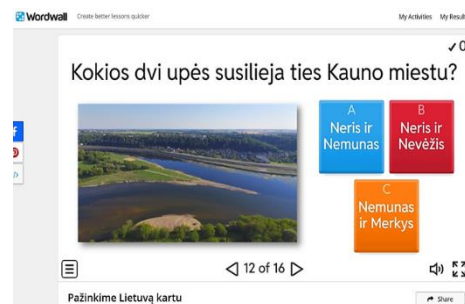 Wordwall Create better lessons quicker My Activities My Result
✓ 0
Kokios dvi upės susilieja ties Kauno miestu?
A
Neris ir
Nemunas
B
Neris ir
Nevėžis
C
Nemunas
ir Merkys
12 of 16
Pažinkime Lietuvą kartu
Share